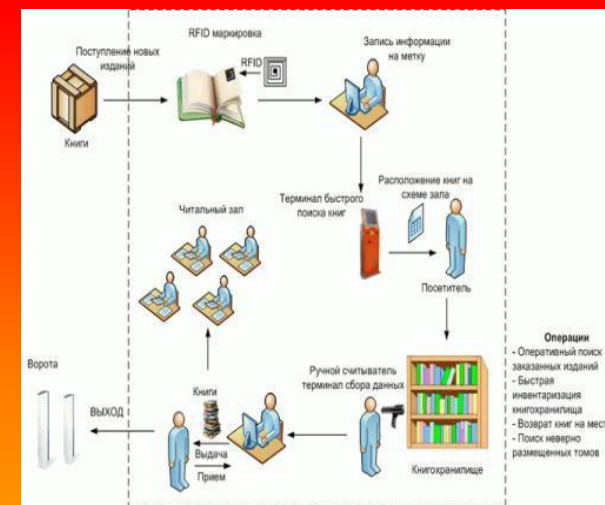 Поступление новых
изданий
Книги
RFID маркировка
RFID
Запись информации
на метку
Терминал быстрого
поиска книг
Расположение книг на
схеме зала
Посетитель
Читальный зал
Операции
- Оперативный поиск
заказанных изданий
- Быстрая
инвентаризация
книгохранилища
- Возврат книг на мест
- Поиск неверно
размещенных томов
Ручной считыватель
терминал сбора данных
Книгохранилище
Книги
Выдача
Прием
Ворота
ВЫХОД